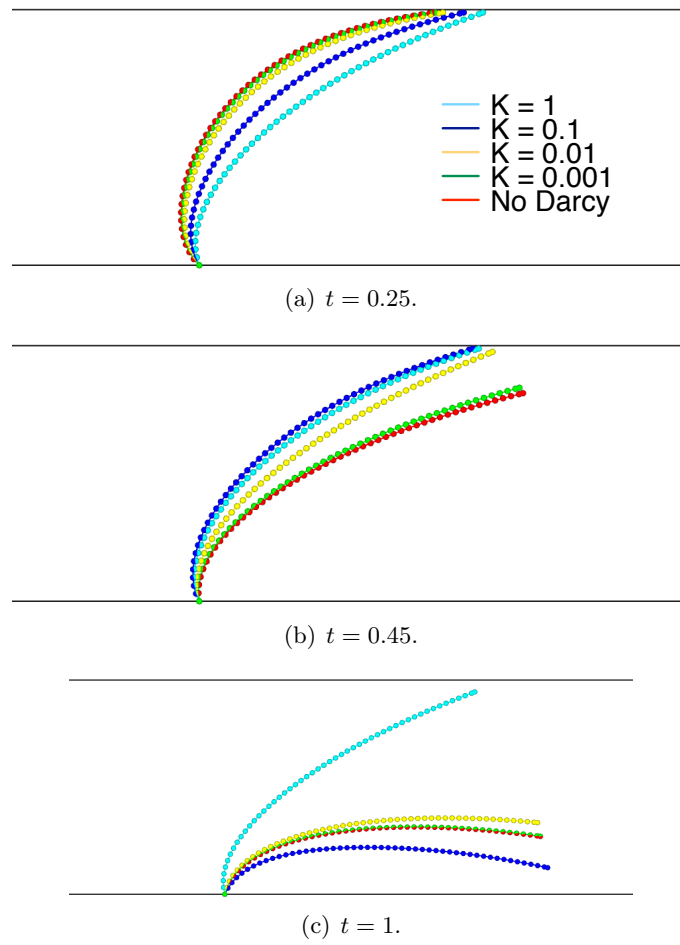 K = 1
K = 0.1
K = 0.01
K = 0.001
No Darcy
(a) t = 0.25.
(b) t = 0.45.
(c) t = 1.